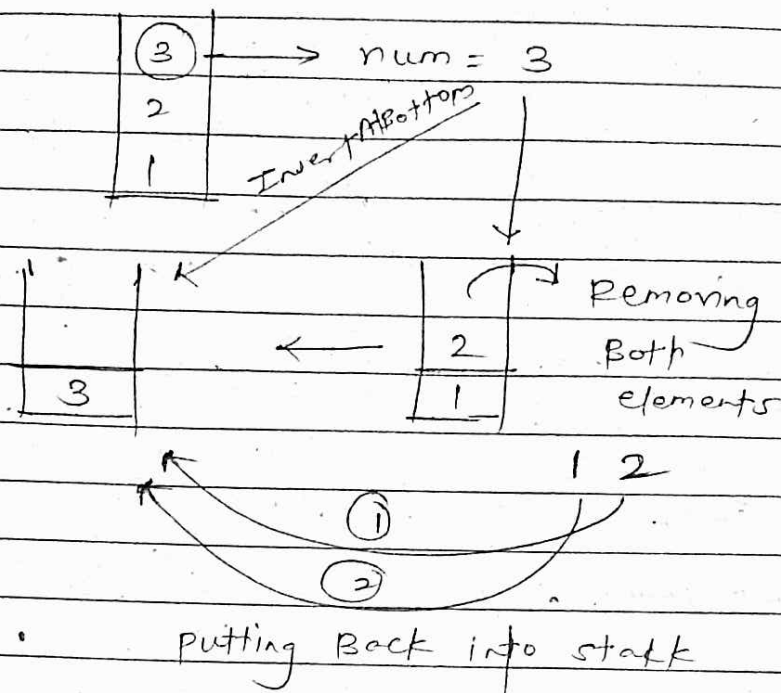 3 → num = 3
2
1
InsertAtBottom
Removing
2 Both
3 1 elements
1 2
1
2
Putting Back into stack